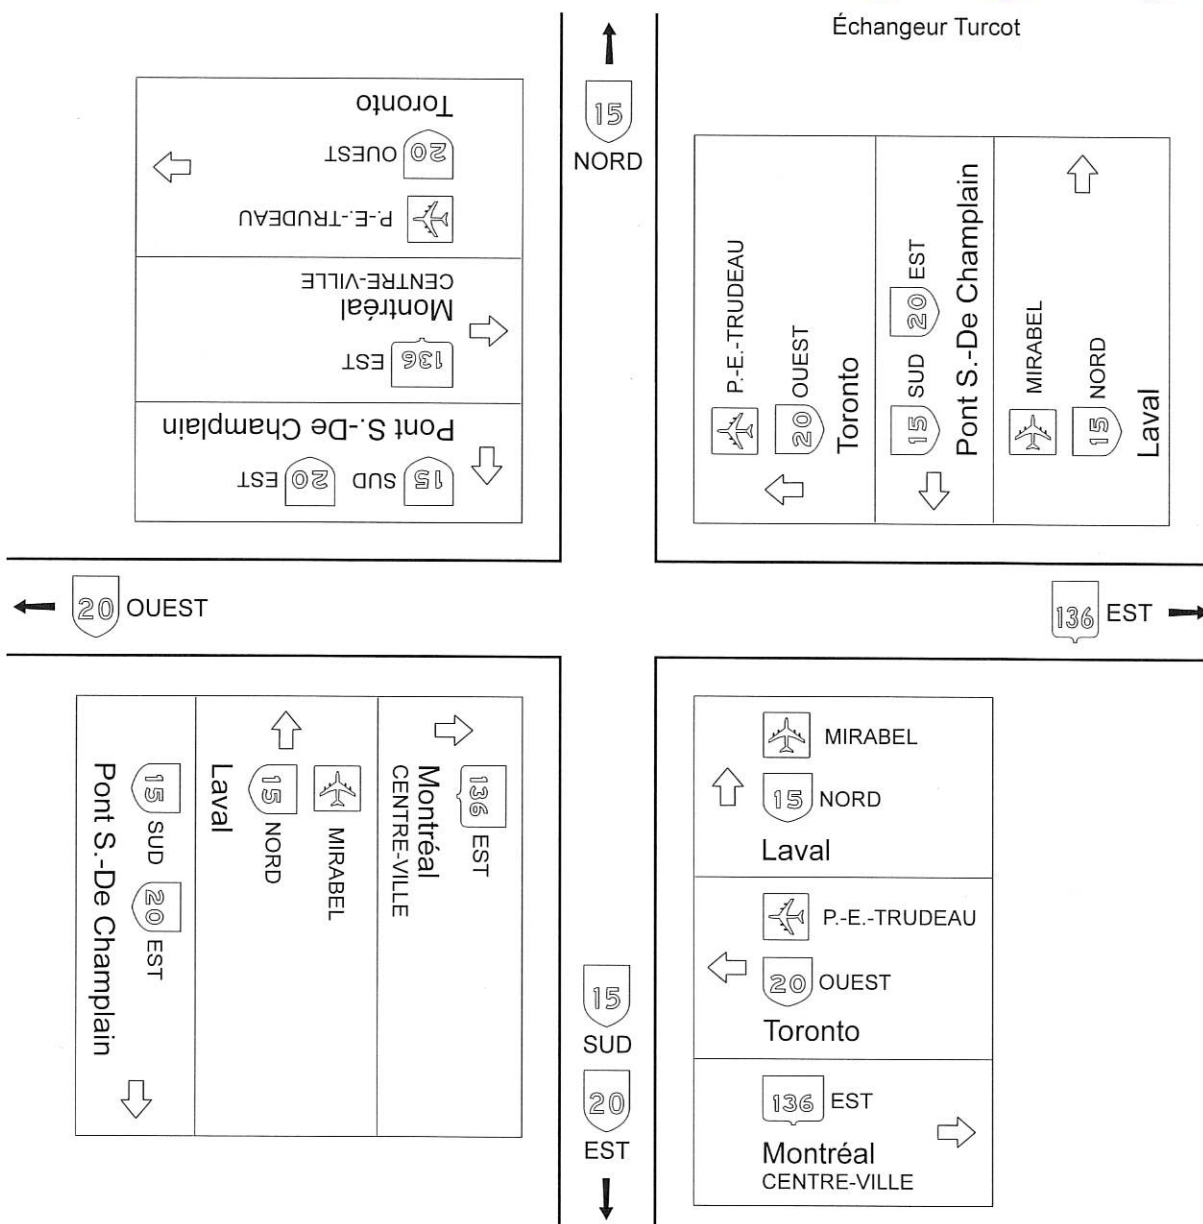 Échangeur Turcot
15
NORD
Toronto
20 OUEST
P.-E.-TRUDEAU
CENTRE-VILLE
Montréal
136 EST
Pont S.-De Champlain
15 SUD 20 EST
P.-E.-TRUDEAU
20 OUEST
Toronto
15 SUD 20 EST
Pont S.-De Champlain
MIRABEL
15 NORD
Laval
20 OUEST
136 EST
136 EST
Montréal
CENTRE-VILLE
MIRABEL
15 NORD
Laval
15 SUD 20 EST
Pont S.-De Champlain
15
SUD
20
EST
MIRABEL
15 NORD
Laval
P.-E.-TRUDEAU
20 OUEST
Toronto
136 EST
Montréal
CENTRE-VILLE